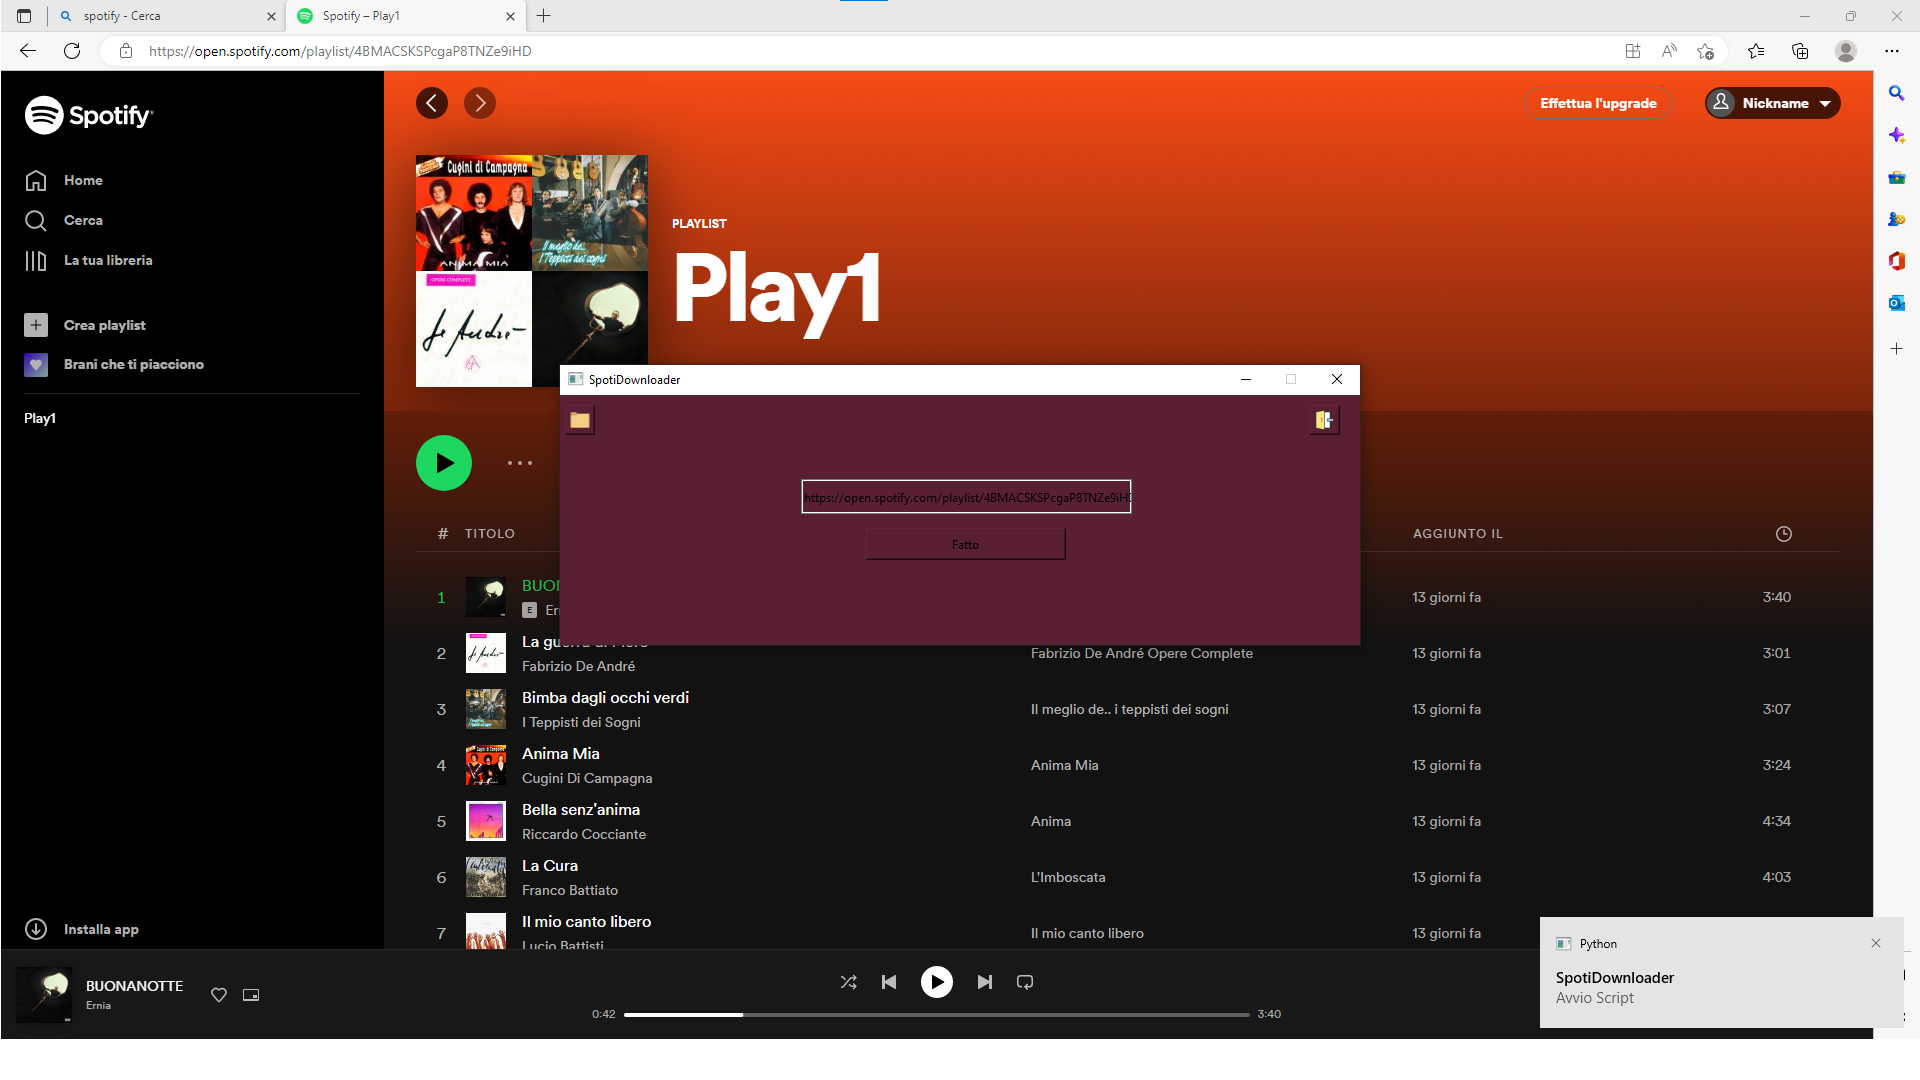 spotify - Cerca
Spotify – Play1
https://open.spotify.com/playlist/4BMACSKSPcgaP8TNZe9iHD
Spotify
Effettua l'upgrade
Nickname
Home
Cerca
La tua libreria
Crea playlist
Brani che ti piacciono
Play1
Installa app
Cugini di Campagna
ANIMA MIA
Il meglio de..
I Teppisti dei sogni
OPERE COMPLETE
De André
PLAYLIST
Play1
SpotiDownloader
https://open.spotify.com/playlist/4BMACSKSPcgaP8TNZe9iH
Fatto
# TITOLO AGGIUNTO IL
1 BUON 13 giorni fa 3:40
E Er
2 La guerra di Piero Fabrizio De André Opere Complete 13 giorni fa 3:01
Fabrizio De André
3 Bimba dagli occhi verdi Il meglio de.. i teppisti dei sogni 13 giorni fa 3:07
I Teppisti dei Sogni
4 Anima Mia Anima Mia 13 giorni fa 3:24
Cugini Di Campagna
5 Bella senz'anima Anima 13 giorni fa 4:34
Riccardo Cocciante
6 La Cura L'Imboscata 13 giorni fa 4:03
Franco Battiato
7 Il mio canto libero Il mio canto libero 13 giorni fa
Lucio Battisti
BUONANOTTE
Ernia
0:42 3:40
Python
SpotiDownloader
Avvio Script